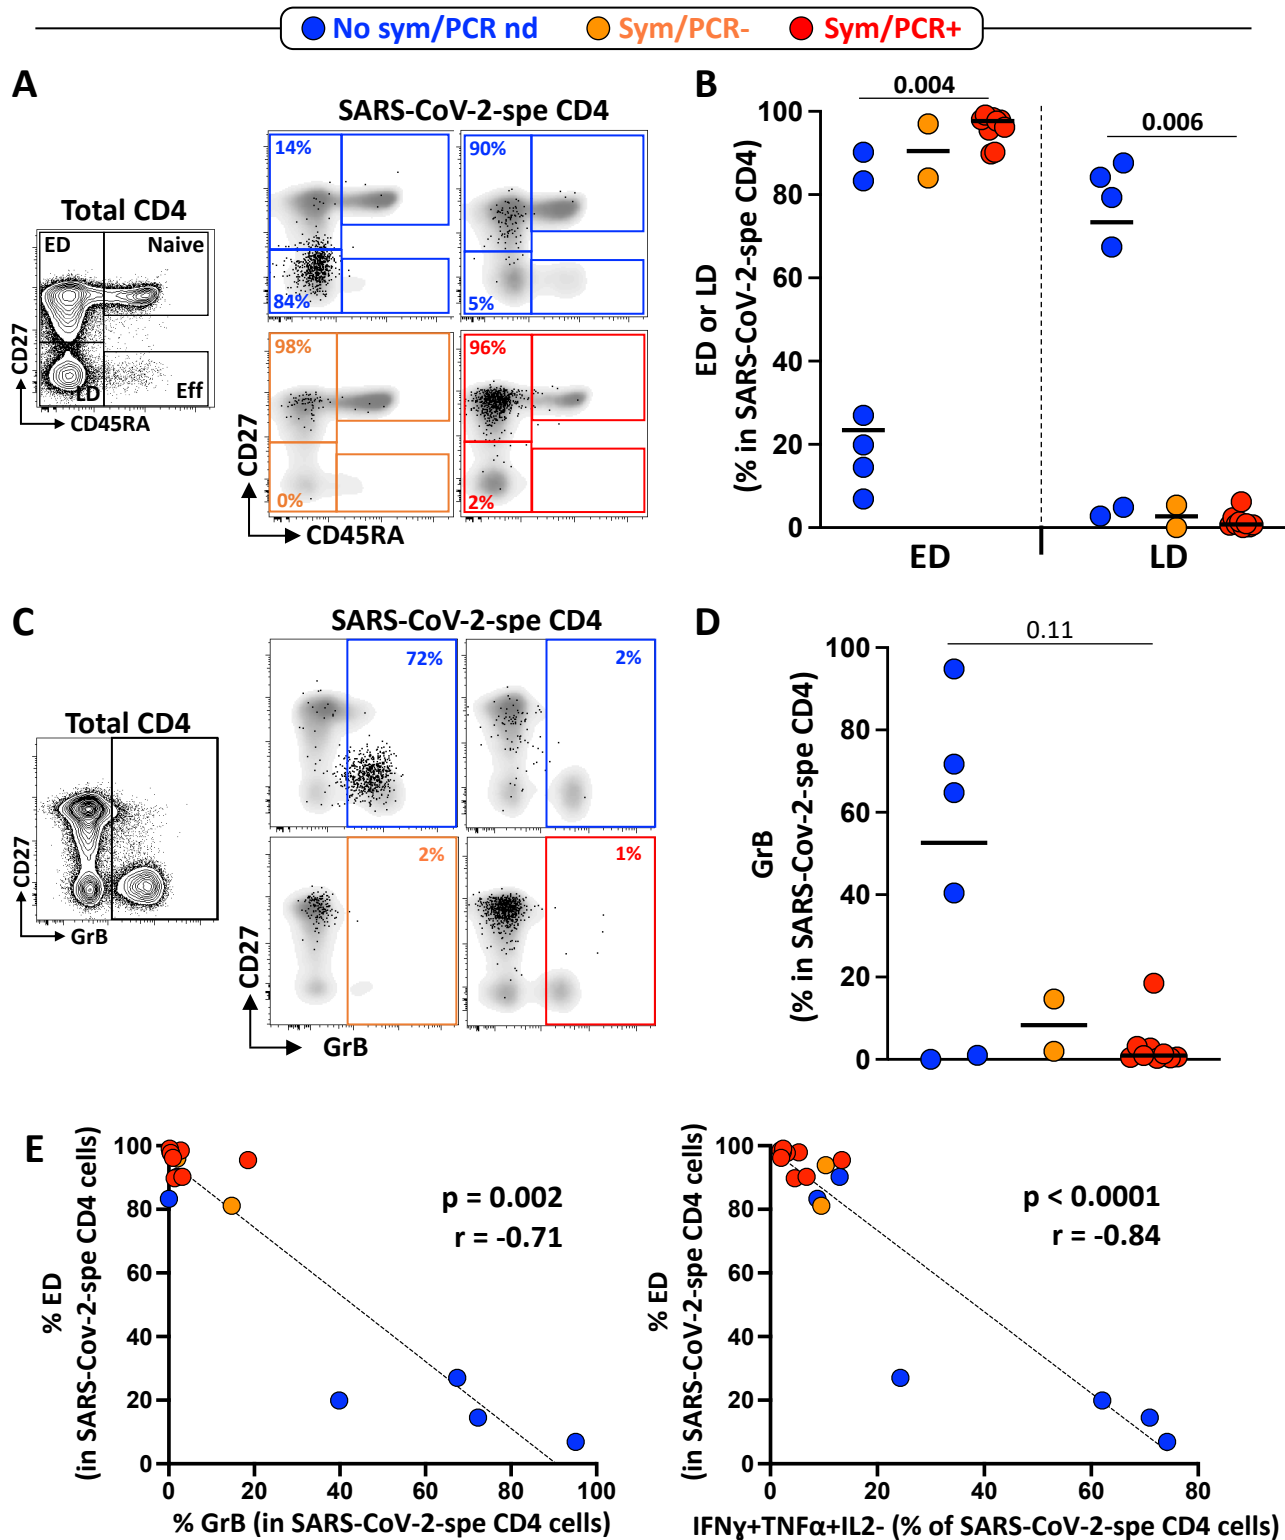 No sym/PCR nd Sym/PCR- Sym/PCR+
A
SARS-CoV-2-spe CD4
Total CD4
ED Naive
LD Eff
CD27
CD45RA
14% 90%
84% 5%
98% 96%
0% 2%
CD27
CD45RA
B
0.004
0.006
ED or LD
(% in SARS-CoV-2-spe CD4)
100
80
60
40
20
0
ED LD
C
SARS-CoV-2-spe CD4
Total CD4
CD27
GrB
72% 2%
2% 1%
CD27
GrB
D
0.11
GrB
(% in SARS-Cov-2-spe CD4)
100
80
60
40
20
0
E
% ED
(in SARS-Cov-2-spe CD4 cells)
100
80
60
40
20
0
p = 0.002
r = -0.71
0 20 40 60 80 100
% GrB (in SARS-CoV-2-spe CD4 cells)
% ED
(in SARS-CoV-2-spe CD4 cells)
100
80
60
40
20
0
p < 0.0001
r = -0.84
0 20 40 60 80
IFNγ+TNFα+IL2- (% of SARS-CoV-2-spe CD4 cells)